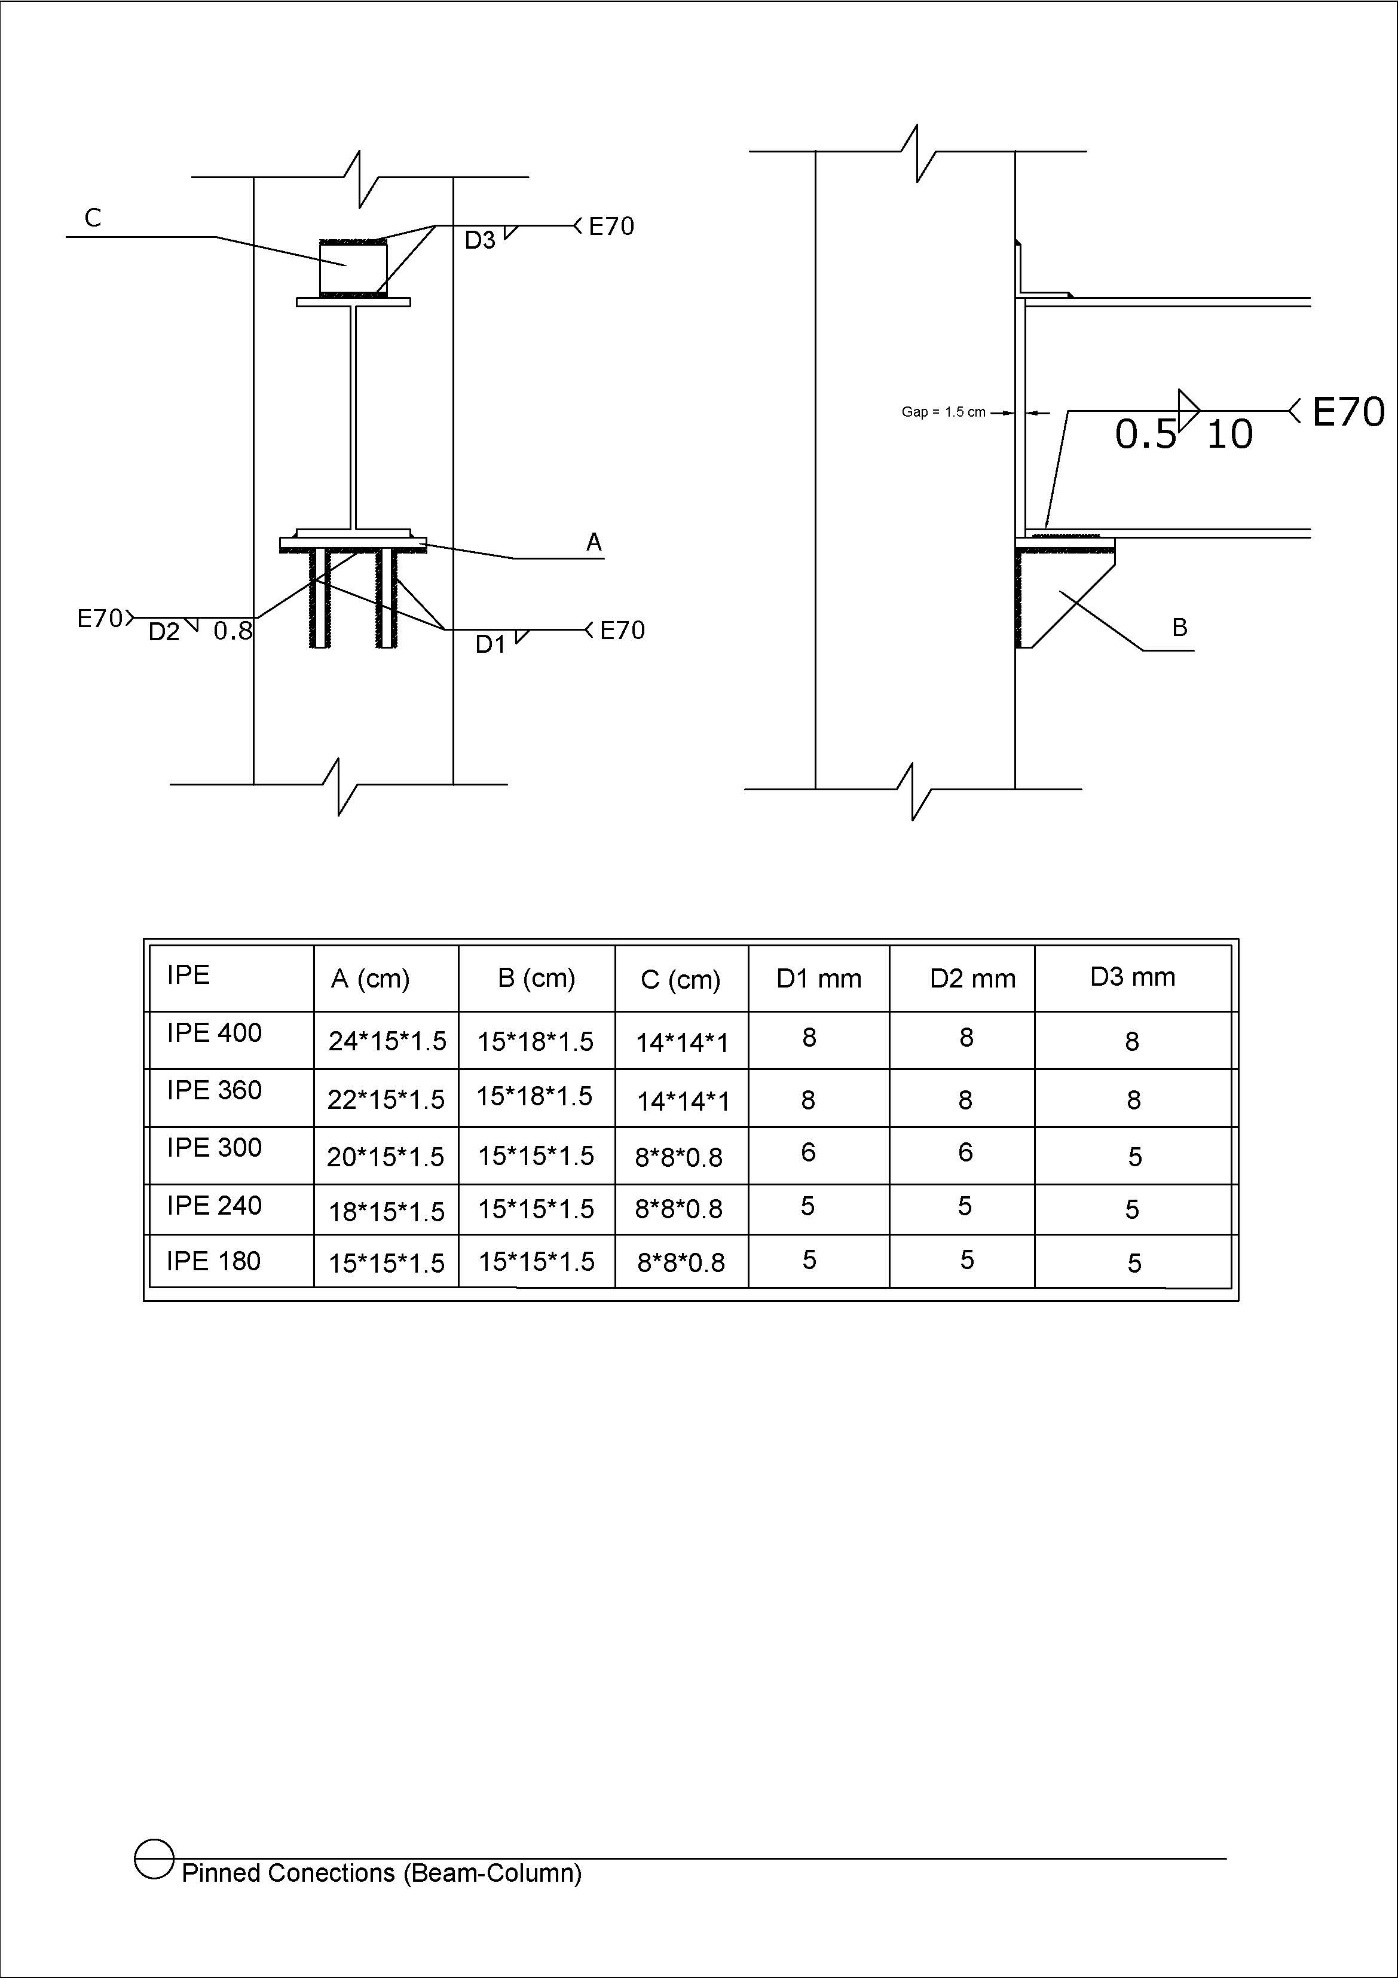 C
D3 E70
A
E70 D2 0.8
D1 E70
Gap = 1.5 cm
0.5 10 E70
B
IPE A (cm) B (cm) C (cm) D1 mm D2 mm D3 mm
IPE 400 24*15*1.5 15*18*1.5 14*14*1 8 8 8
IPE 360 22*15*1.5 15*18*1.5 14*14*1 8 8 8
IPE 300 20*15*1.5 15*15*1.5 8*8*0.8 6 6 5
IPE 240 18*15*1.5 15*15*1.5 8*8*0.8 5 5 5
IPE 180 15*15*1.5 15*15*1.5 8*8*0.8 5 5 5
Pinned Conections (Beam-Column)